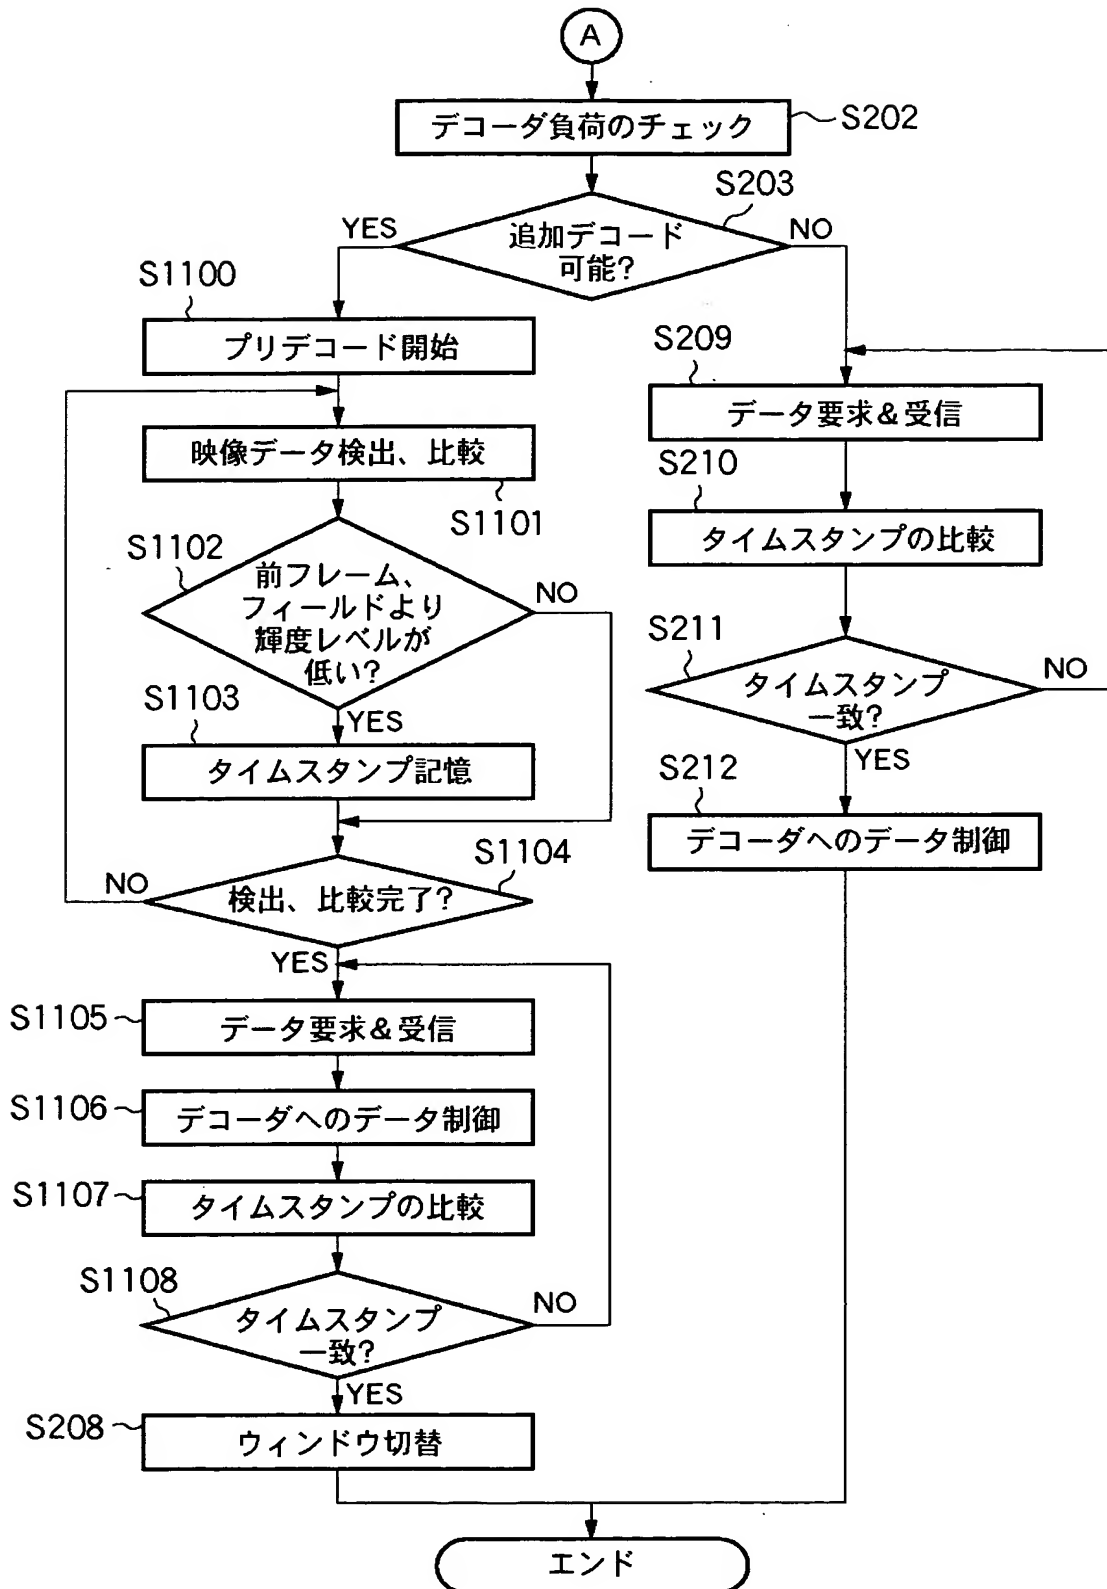 A
デコーダ負荷のチェック
S202
S203
YES
追加デコード
可能?
NO
S1100
プリデコード開始
映像データ検出、比較
S1101
S1102
前フレーム、
フィールドより
輝度レベルが
低い?
NO
S1103
YES
タイムスタンプ記憶
S1104
NO
検出、比較完了?
YES
S1105
データ要求&受信
S1106
デコーダへのデータ制御
S1107
タイムスタンプの比較
S1108
タイムスタンプ
一致?
NO
YES
S208
ウィンドウ切替
S209
データ要求&受信
S210
タイムスタンプの比較
S211
タイムスタンプ
一致?
NO
YES
S212
デコーダへのデータ制御
エンド